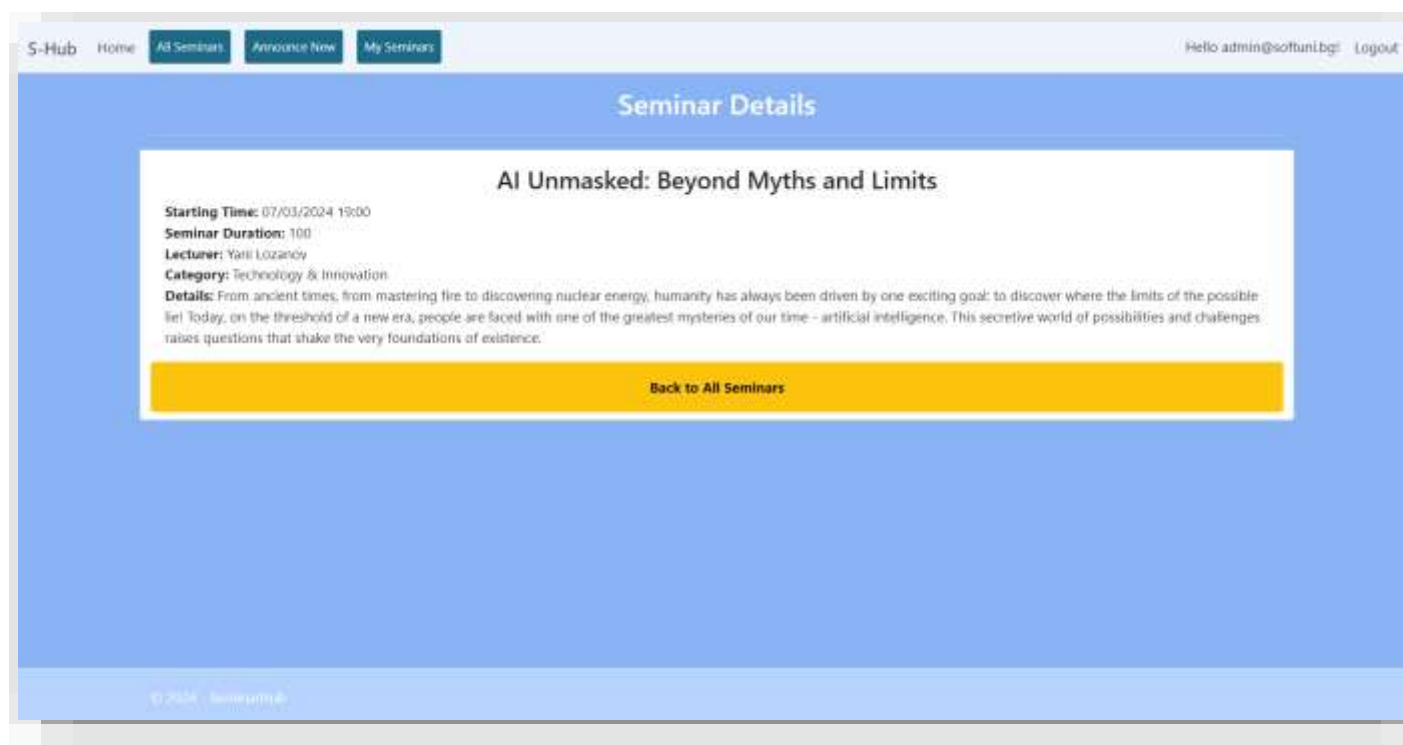 S-Hub Home All Seminars Announce Now My Seminars Hello admin@softuni.bg! Logout
Seminar Details
AI Unmasked: Beyond Myths and Limits
Starting Time: 07/03/2024 19:00
Seminar Duration: 100
Lecturer: Yani Lozanov
Category: Technology & Innovation
Details: From ancient times, from mastering fire to discovering nuclear energy, humanity has always been driven by one exciting goal: to discover where the limits of the possible
lie! Today, on the threshold of a new era, people are faced with one of the greatest mysteries of our time – artificial intelligence. This secretive world of possibilities and challenges
raises questions that shake the very foundations of existence.
Back to All Seminars
© 2024 - SeminarHub